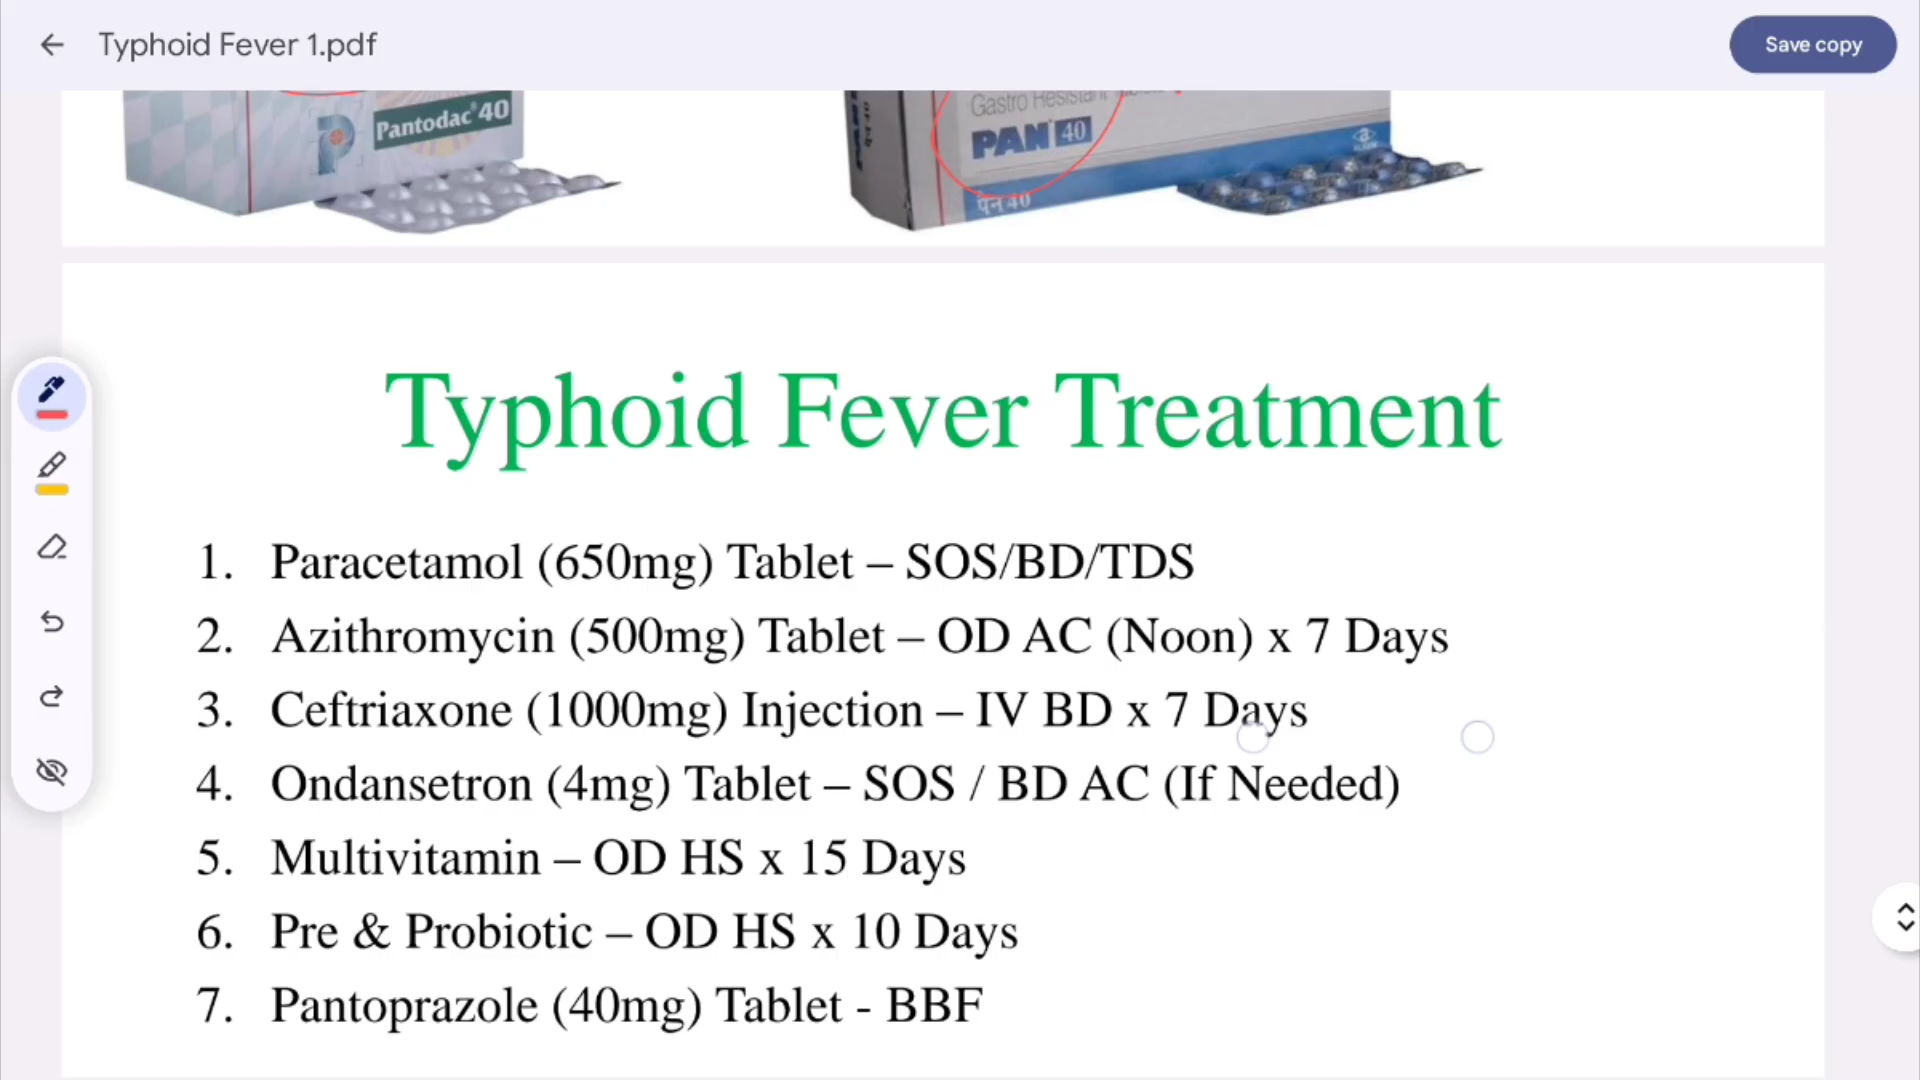 Typhoid Fever 1.pdf
Save copy
Pantodac 40
Gastro Resistant
PAN 40
पैन 40
Typhoid Fever Treatment
1. Paracetamol (650mg) Tablet – SOS/BD/TDS
2. Azithromycin (500mg) Tablet – OD AC (Noon) x 7 Days
3. Ceftriaxone (1000mg) Injection – IV BD x 7 Days
4. Ondansetron (4mg) Tablet – SOS / BD AC (If Needed)
5. Multivitamin – OD HS x 15 Days
6. Pre & Probiotic – OD HS x 10 Days
7. Pantoprazole (40mg) Tablet - BBF